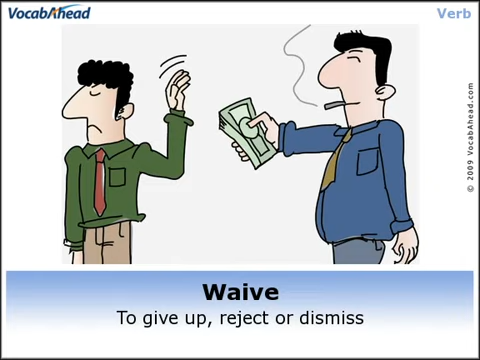 VocabAhead
Verb
© 2009 VocabAhead.com
Waive
To give up, reject or dismiss